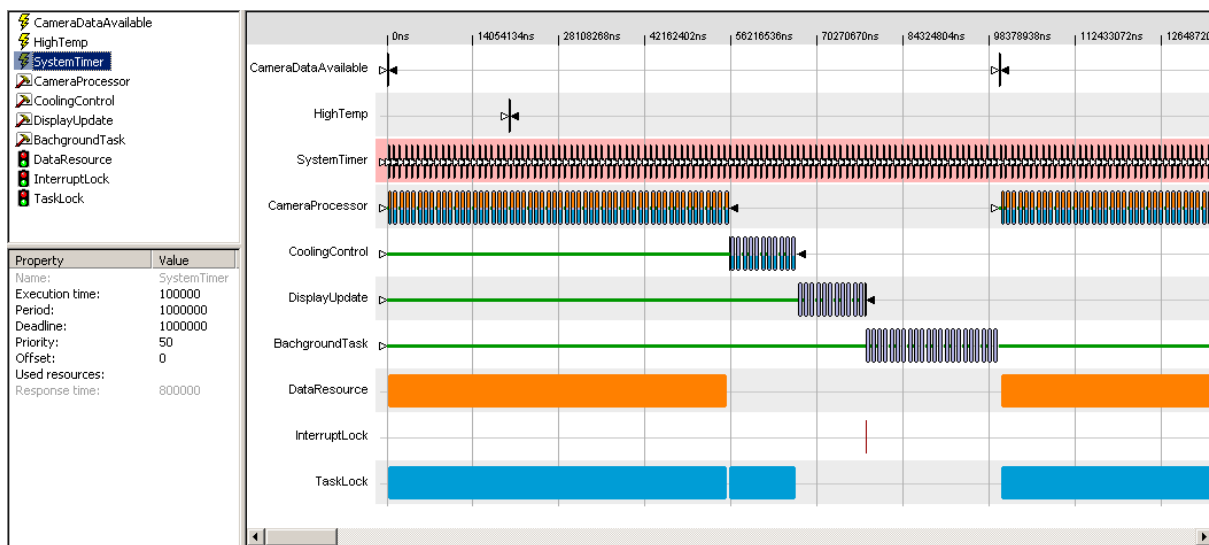 CameraDataAvailable
HighTemp
SystemTimer
CameraProcessor
CoolingControl
DisplayUpdate
BachgroundTask
DataResource
InterruptLock
TaskLock
Property Value
Name: SystemTimer
Execution time: 100000
Period: 1000000
Deadline: 1000000
Priority: 50
Offset: 0
Used resources:
Response time: 800000
0ns 14054134ns 28108268ns 42162402ns 56216536ns 70270670ns 84324804ns 98378938ns 112433072ns 12648720
CameraDataAvailable
HighTemp
SystemTimer
CameraProcessor
CoolingControl
DisplayUpdate
BachgroundTask
DataResource
InterruptLock
TaskLock